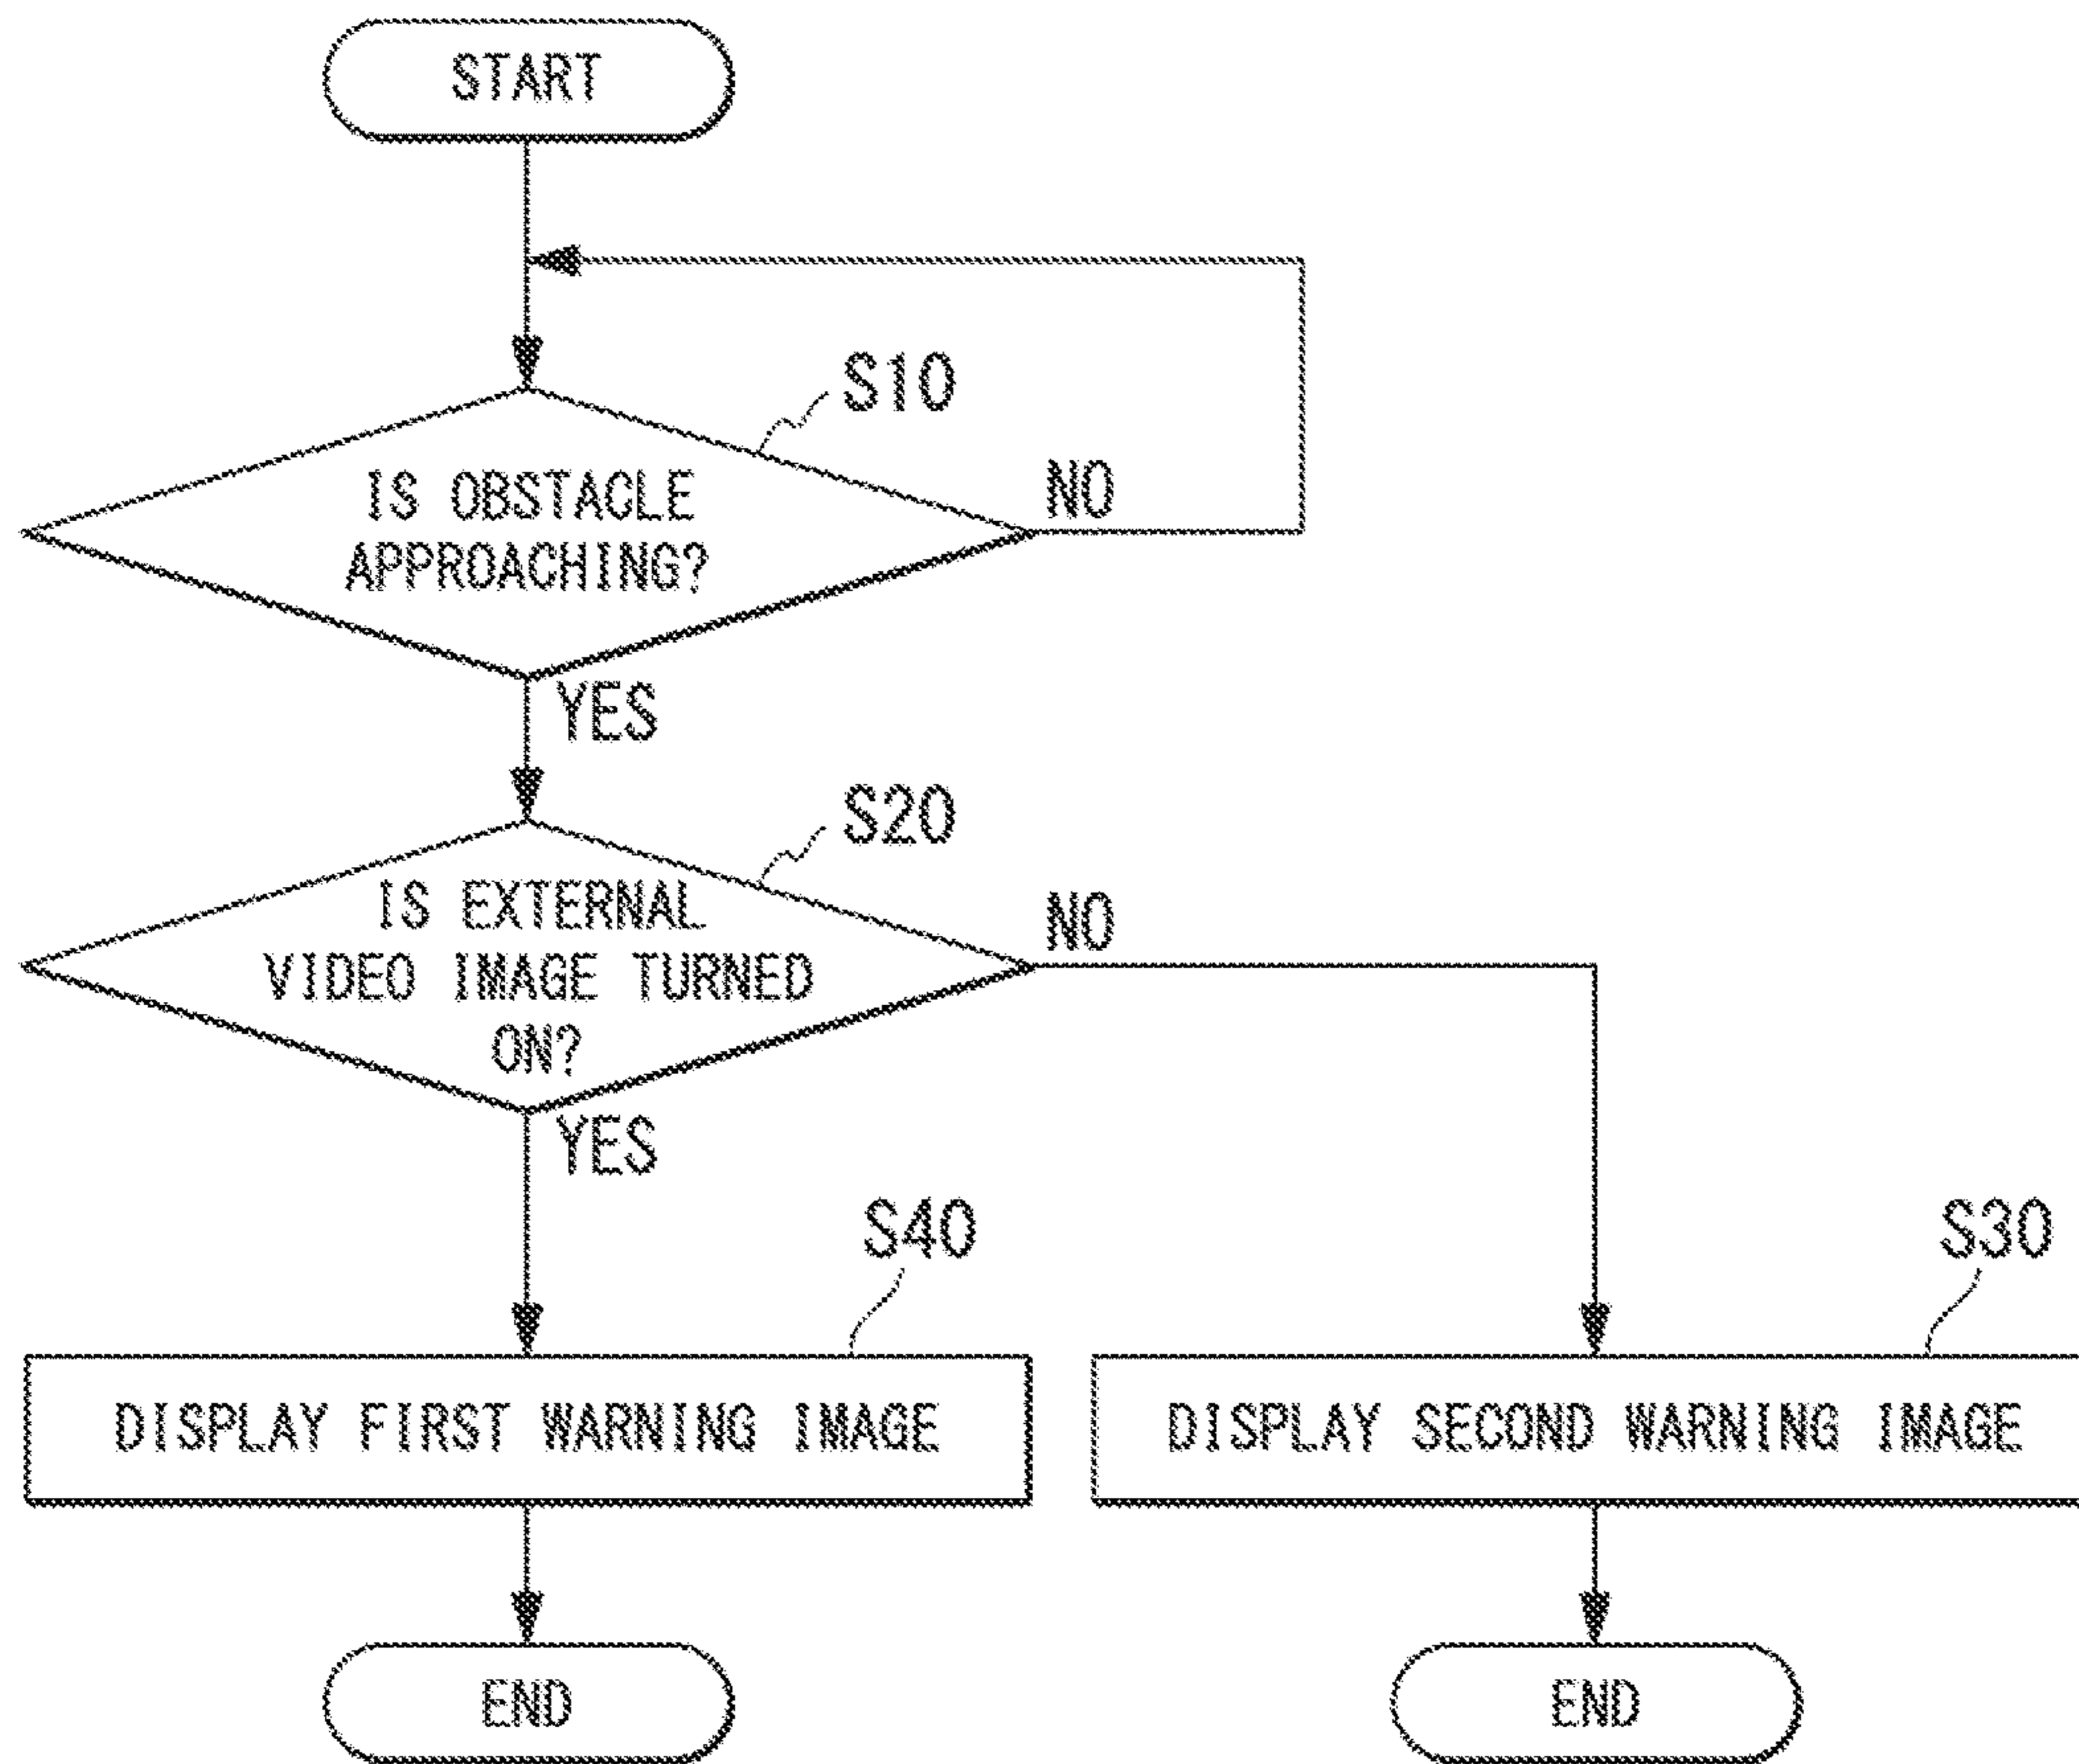 START
S10
IS OBSTACLE
APPROACHING?
NO
YES
S20
IS EXTERNAL
VIDEO IMAGE TURNED
ON?
NO
YES
S40
S30
DISPLAY FIRST WARNING IMAGE
DISPLAY SECOND WARNING IMAGE
END
END